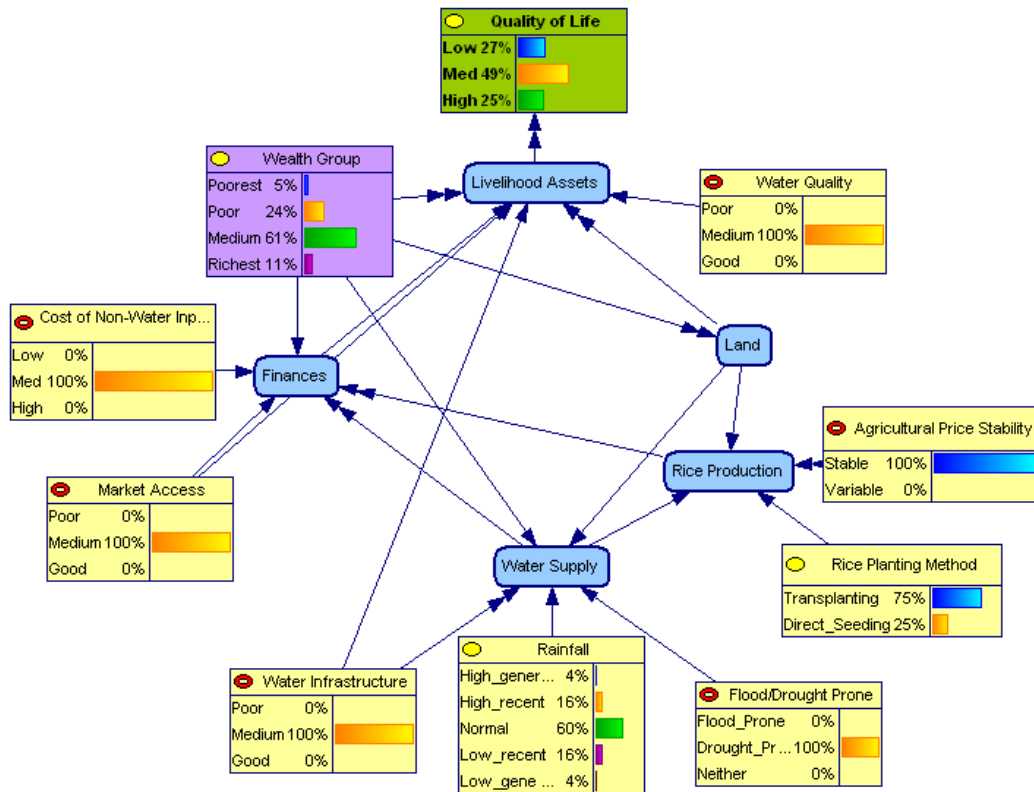 Quality of Life
Low 27%
Med 49%
High 25%
Wealth Group
Poorest 5%
Poor 24%
Medium 61%
Richest 11%
Livelihood Assets
Water Quality
Poor 0%
Medium 100%
Good 0%
Cost of Non-Water Inp...
Low 0%
Med 100%
High 0%
Finances
Land
Agricultural Price Stability
Stable 100%
Variable 0%
Rice Production
Market Access
Poor 0%
Medium 100%
Good 0%
Water Supply
Rice Planting Method
Transplanting 75%
Direct_Seeding 25%
Water Infrastructure
Poor 0%
Medium 100%
Good 0%
Rainfall
High_gener... 4%
High_recent 16%
Normal 60%
Low_recent 16%
Low_gene ... 4%
Flood/Drought Prone
Flood_Prone 0%
Drought_Pr... 100%
Neither 0%